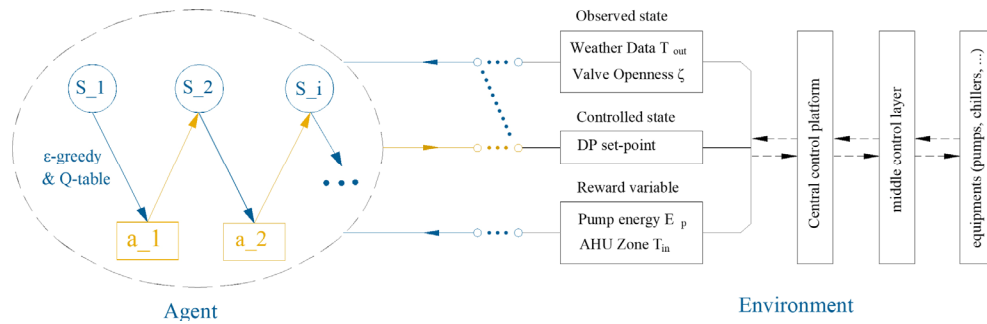 Observed state
Weather Data T out
Valve Openness ζ
S_1
S_2
S_i
Controlled state
DP set-point
ε-greedy
& Q-table
Reward variable
Pump energy E p
AHU Zone Tin
a_1
a_2
Central control platform
middle control layer
equipments (pumps, chillers, ...)
Agent
Environment